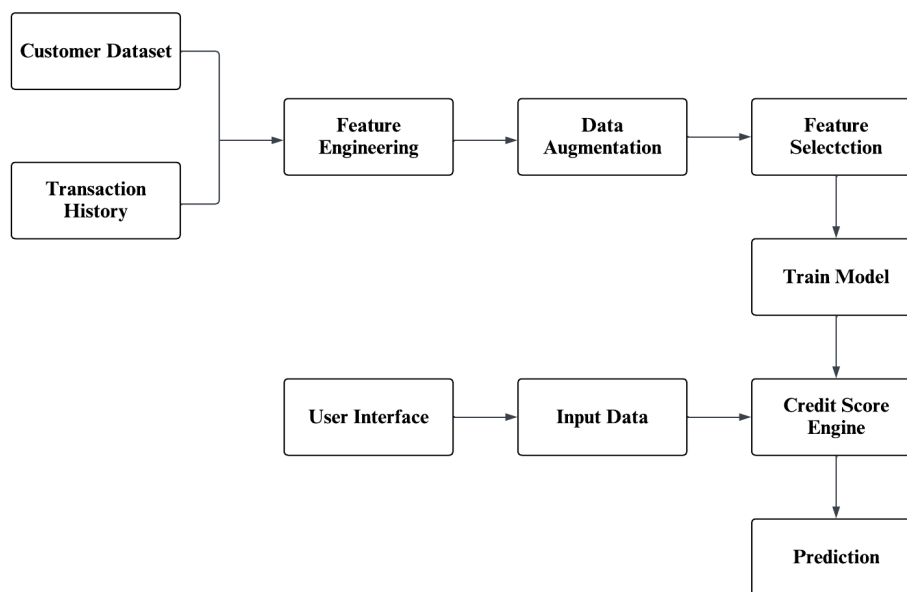 Customer Dataset
Transaction
History
Feature
Engineering
Data
Augmentation
Feature
Selectction
Train Model
User Interface
Input Data
Credit Score
Engine
Prediction